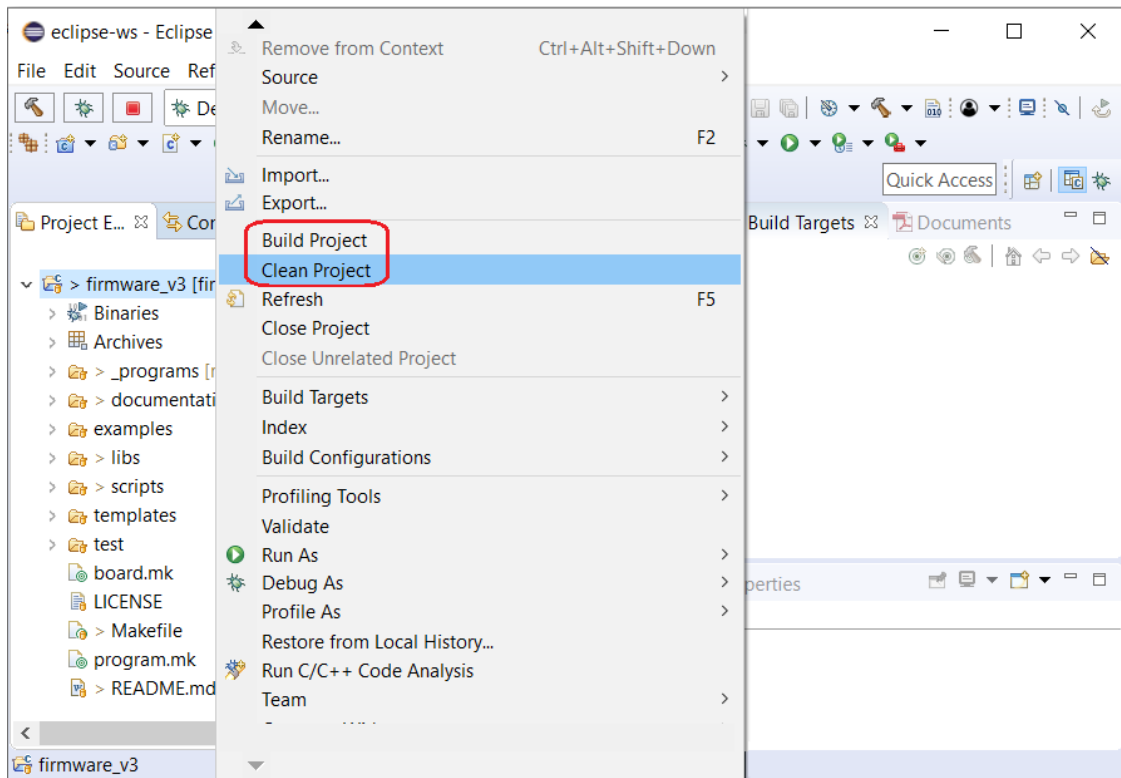 eclipse-ws - Eclipse
File Edit Source Ref
De
Quick Access
Project E...
Cor
Build Targets
Documents
> firmware_v3 [fir
Binaries
Archives
> _programs [r
> documentati
examples
> libs
> scripts
templates
test
board.mk
LICENSE
> Makefile
program.mk
> README.md
firmware_v3
Remove from Context Ctrl+Alt+Shift+Down
Source
Move...
Rename... F2
Import...
Export...
Build Project
Clean Project
Refresh F5
Close Project
Close Unrelated Project
Build Targets
Index
Build Configurations
Profiling Tools
Validate
Run As
Debug As
Profile As
Restore from Local History...
Run C/C++ Code Analysis
Team
perties